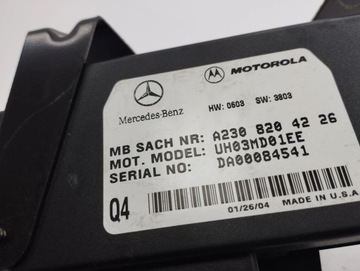 Mercedes-Benz
MOTOROLA
HW: 0603 SW: 3803
MB SACH NR: A230 820 42 26
MOT. MODEL: UH03MD01EE
SERIAL NO: DA00084541
Q4
01/26/04 MADE IN U.S.A